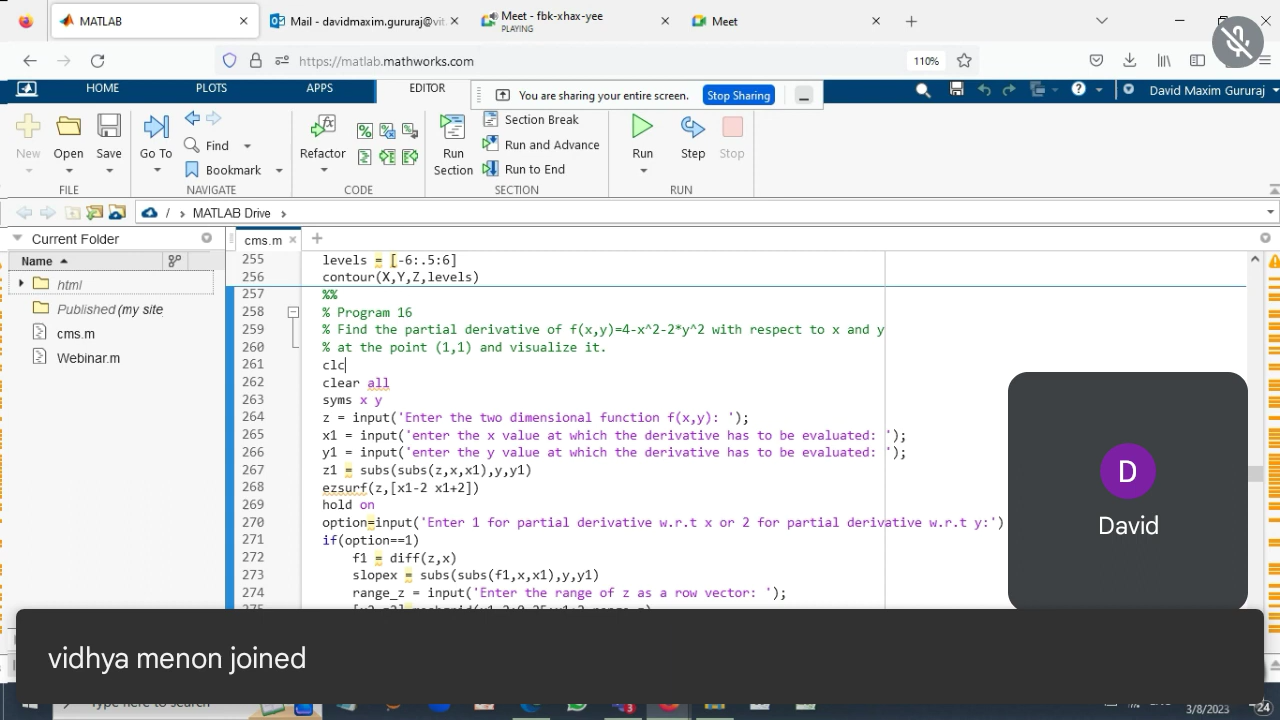 MATLAB
Mail - davidmaxim.gururaj@vit
Meet - fbk-xhax-yee
PLAYING
Meet
https://matlab.mathworks.com
110%
HOME
PLOTS
APPS
EDITOR
You are sharing your entire screen.
Stop Sharing
David Maxim Gururaj
New
Open
Save
Go To
Find
Bookmark
Refactor
Run
Section
Section Break
Run and Advance
Run to End
Run
Step
Stop
FILE
NAVIGATE
CODE
SECTION
RUN
/ › MATLAB Drive ›
Current Folder
Name
html
Published (my site
cms.m
Webinar.m
cms.m
255 levels = [-6:.5:6]
256 contour(X,Y,Z,levels)
257 %%
258 % Program 16
259 % Find the partial derivative of f(x,y)=4-x^2-2*y^2 with respect to x and y
260 % at the point (1,1) and visualize it.
261 clc
262 clear all
263 syms x y
264 z = input('Enter the two dimensional function f(x,y): ');
265 x1 = input('enter the x value at which the derivative has to be evaluated: ');
266 y1 = input('enter the y value at which the derivative has to be evaluated: ');
267 z1 = subs(subs(z,x,x1),y,y1)
268 ezsurf(z,[x1-2 x1+2])
269 hold on
270 option=input('Enter 1 for partial derivative w.r.t x or 2 for partial derivative w.r.t y:')
271 if(option==1)
272 f1 = diff(z,x)
273 slopex = subs(subs(f1,x,x1),y,y1)
274 range_z = input('Enter the range of z as a row vector: ');
D
David
vidhya menon joined
3/8/2023
24